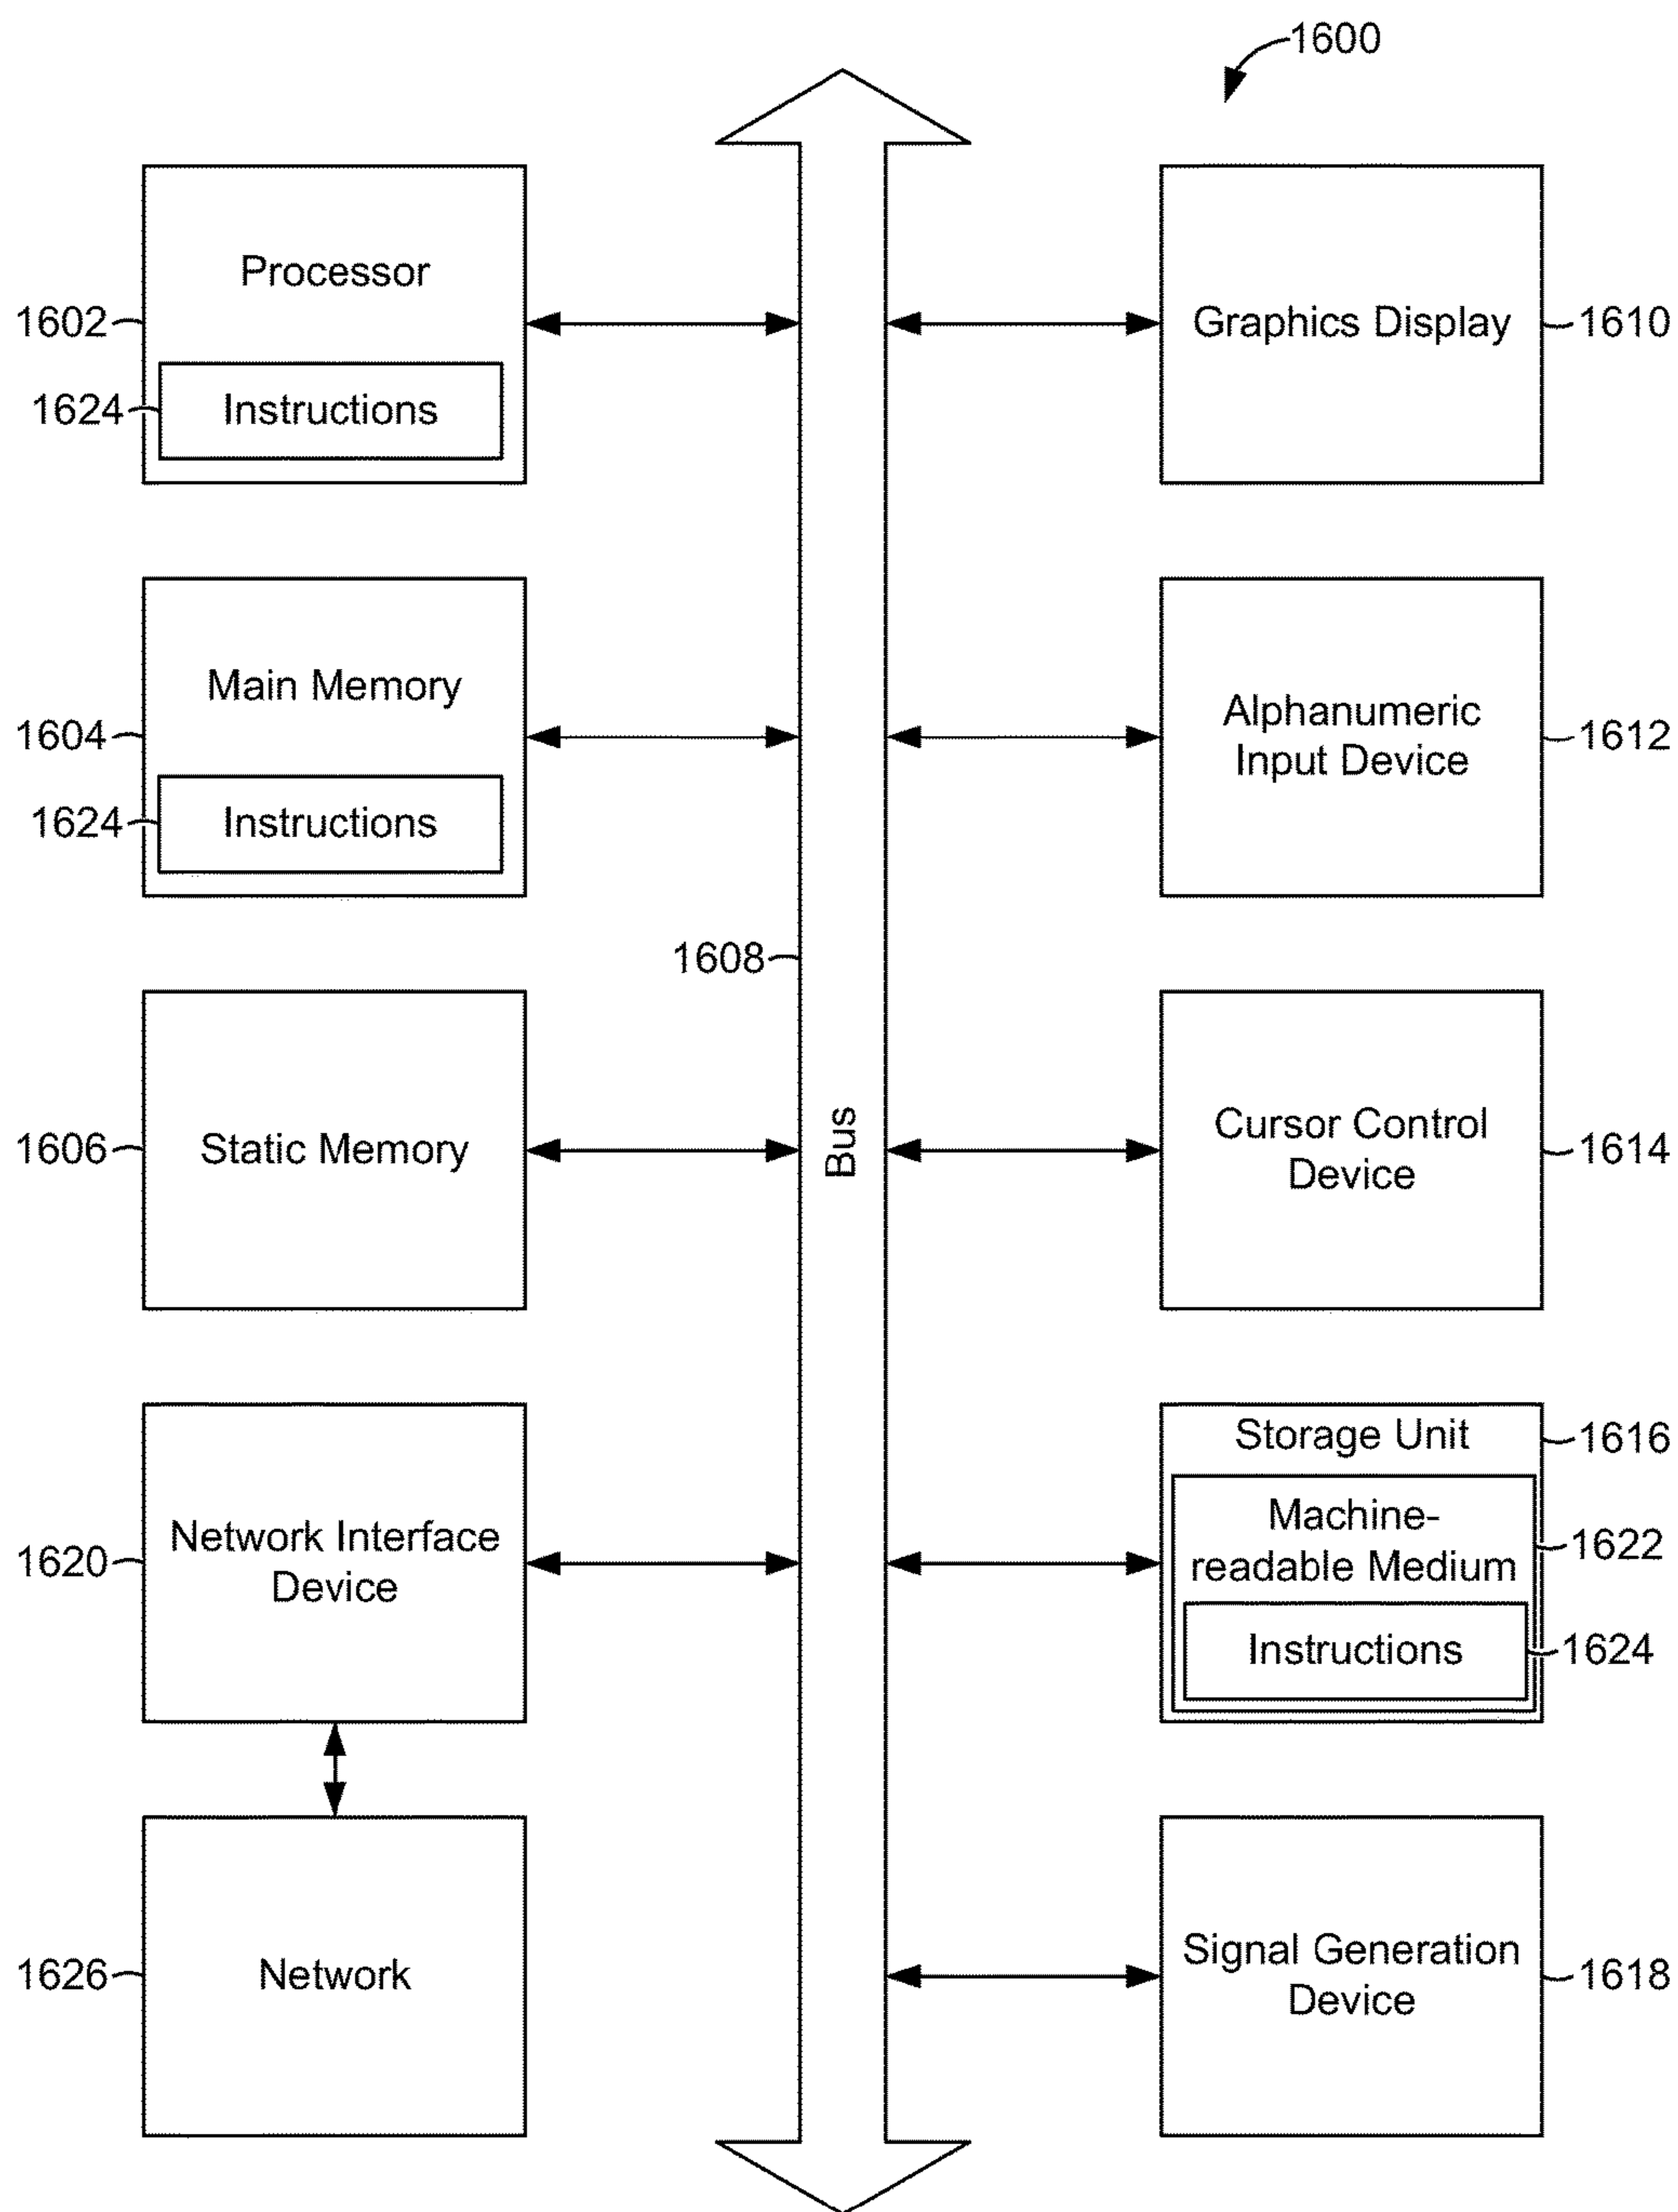 1600
Processor
1602
Instructions
1624
Main Memory
1604
Instructions
1624
1608
Static Memory
1606
Network Interface
Device
1620
Network
1626
Bus
Graphics Display
1610
Alphanumeric
Input Device
1612
Cursor Control
Device
1614
Storage Unit
1616
Machine-
readable Medium
1622
Instructions
1624
Signal Generation
Device
1618